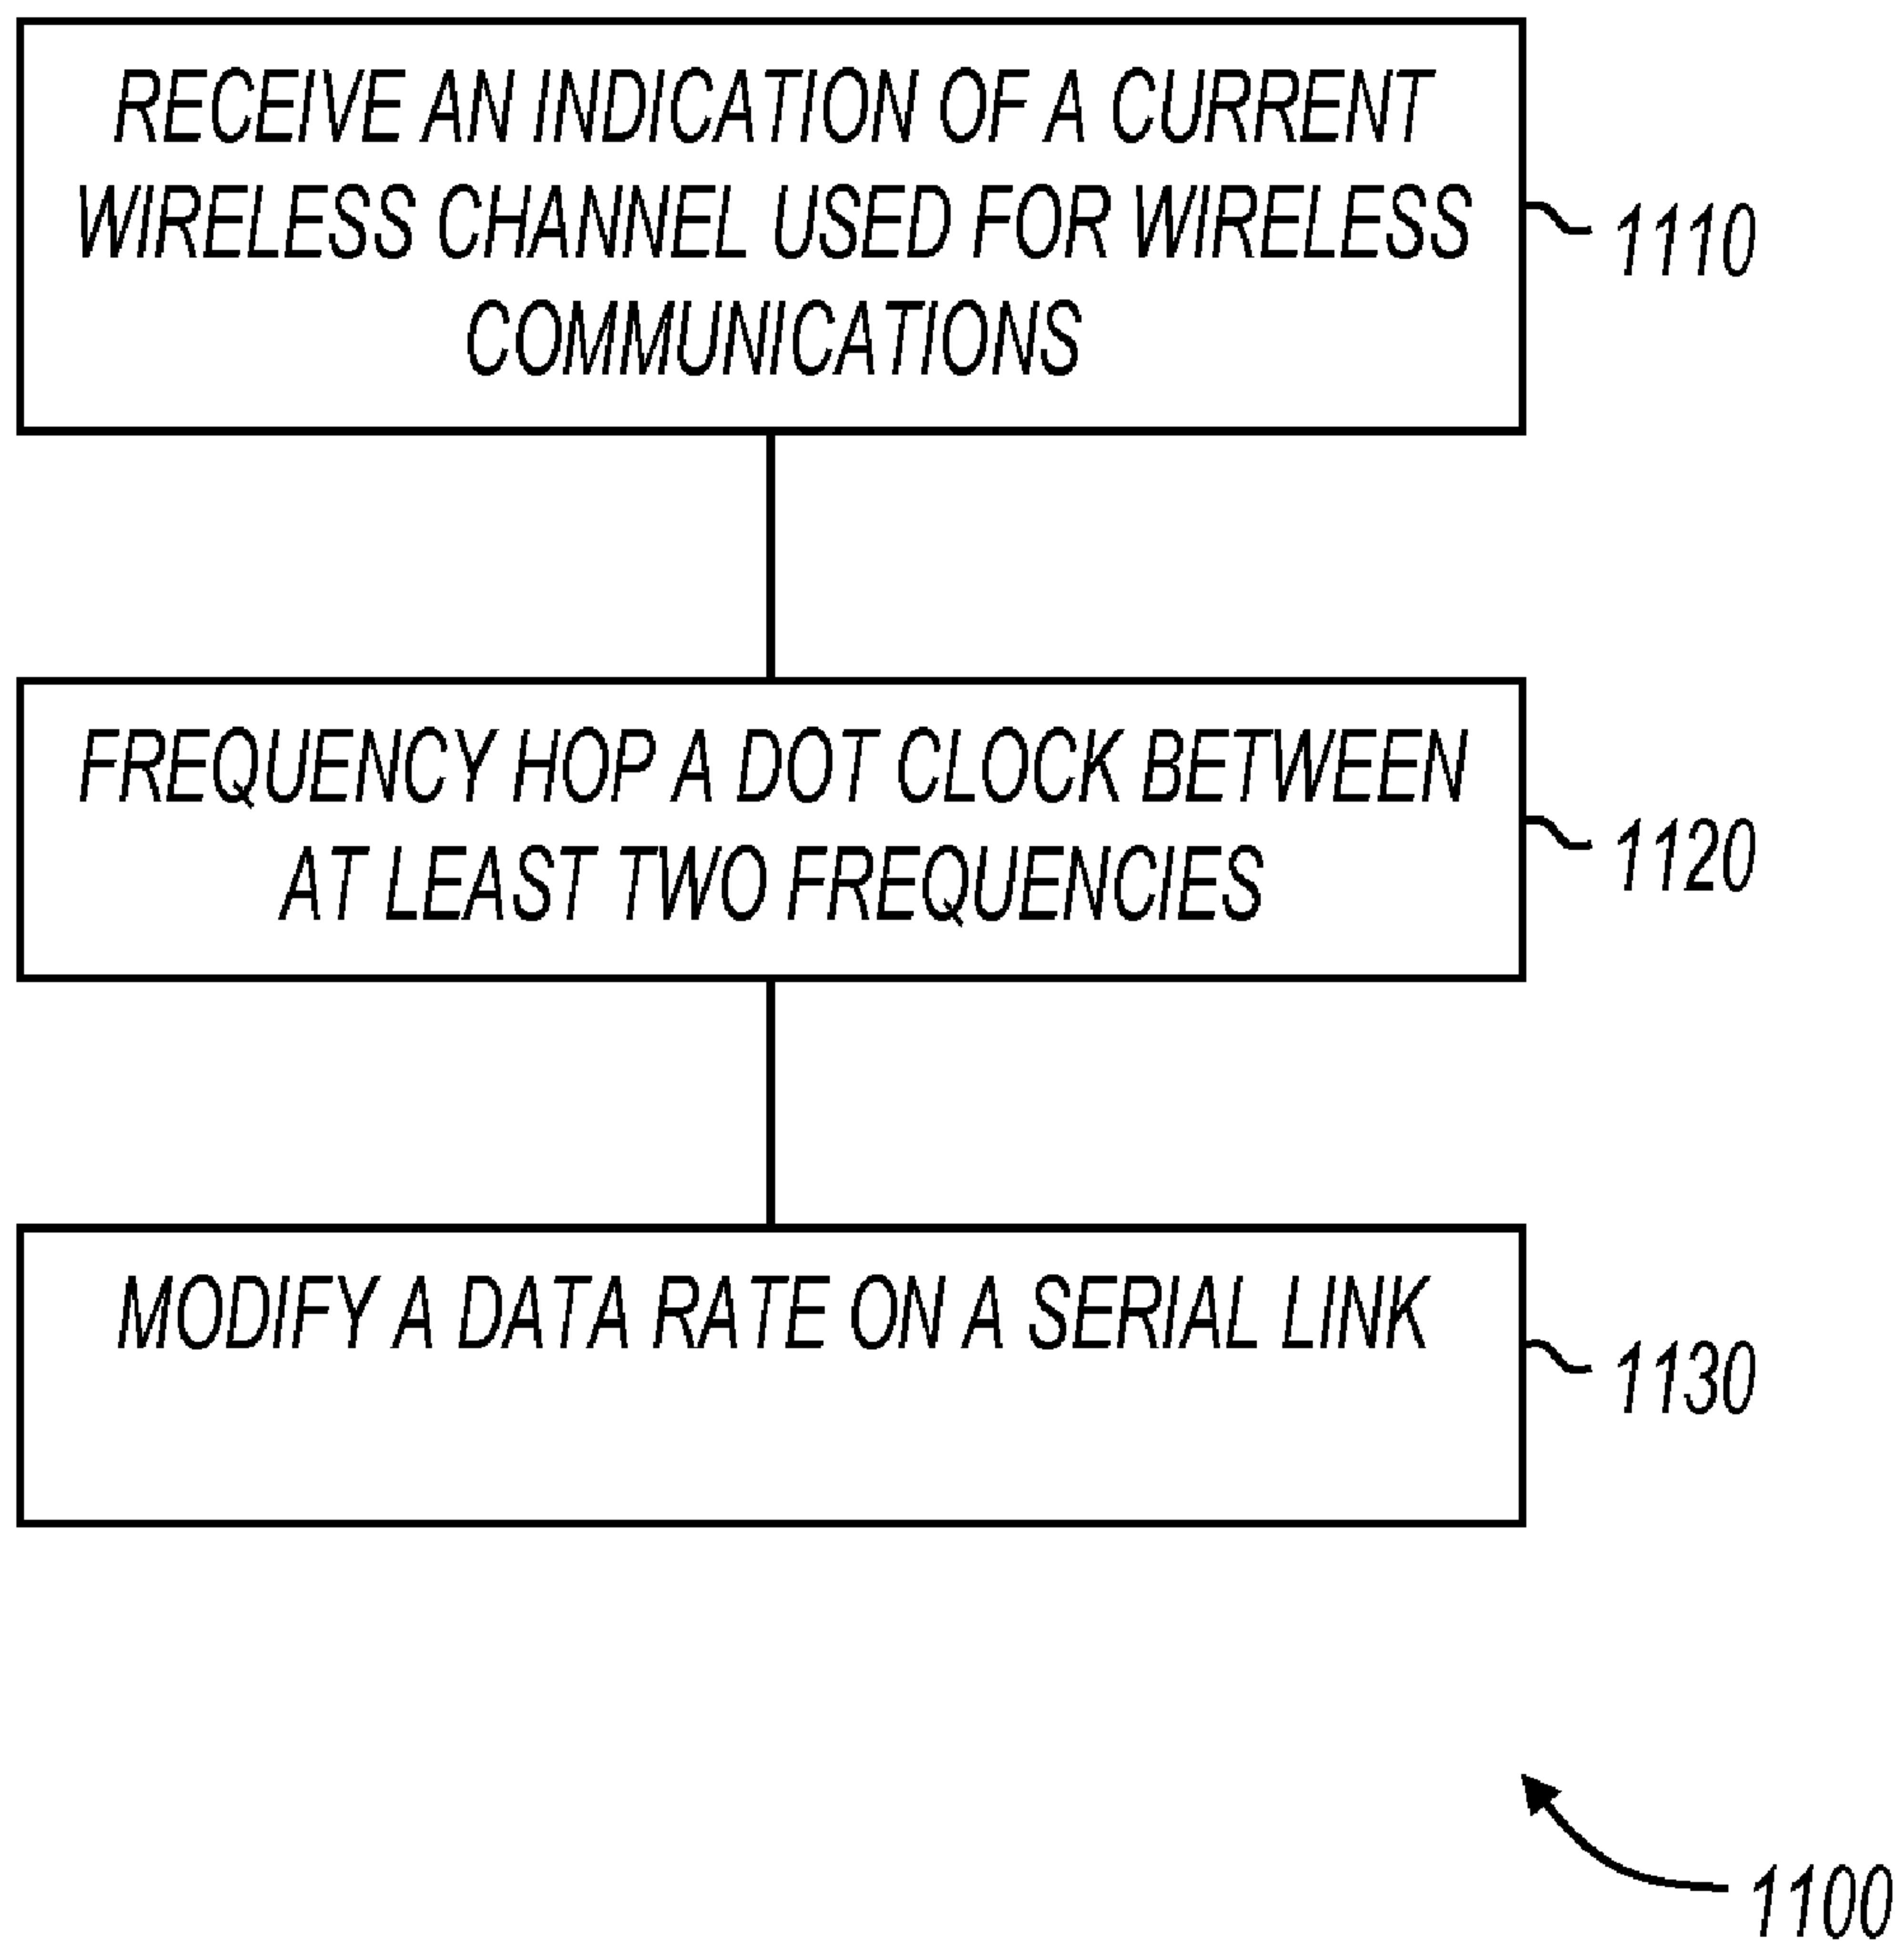 RECEIVE AN INDICATION OF A CURRENT
WIRELESS CHANNEL USED FOR WIRELESS
COMMUNICATIONS
1110
FREQUENCY HOP A DOT CLOCK BETWEEN
AT LEAST TWO FREQUENCIES
1120
MODIFY A DATA RATE ON A SERIAL LINK
1130
1100